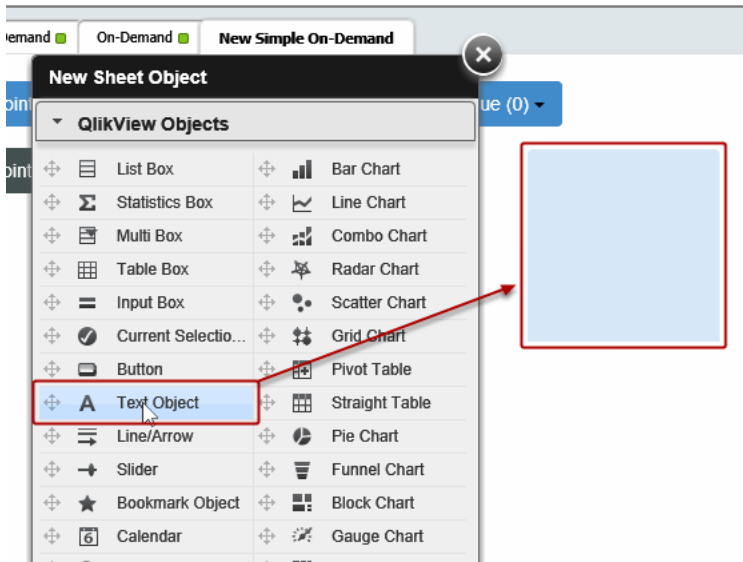 On-Demand
New Simple On-Demand
New Sheet Object
ue (0)
QlikView Objects
List Box
Bar Chart
Statistics Box
Line Chart
Multi Box
Combo Chart
Table Box
Radar Chart
Input Box
Scatter Chart
Current Selectio...
Grid Chart
Button
Pivot Table
Text Object
Straight Table
Line/Arrow
Pie Chart
Slider
Funnel Chart
Bookmark Object
Block Chart
6
Calendar
Gauge Chart